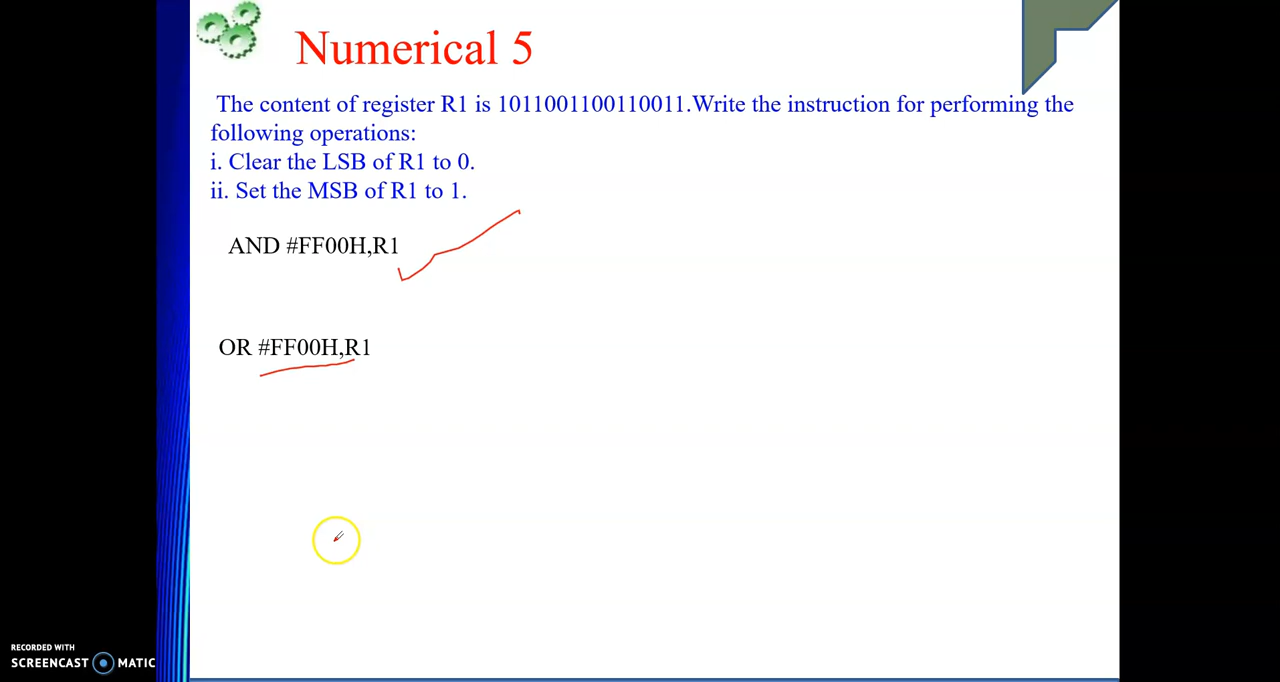 Numerical 5
The content of register R1 is 1011001100110011.Write the instruction for performing the
following operations:
i. Clear the LSB of R1 to 0.
ii. Set the MSB of R1 to 1.
AND #FF00H,R1
OR #FF00H,R1
RECORDED WITH
SCREENCAST MATIC